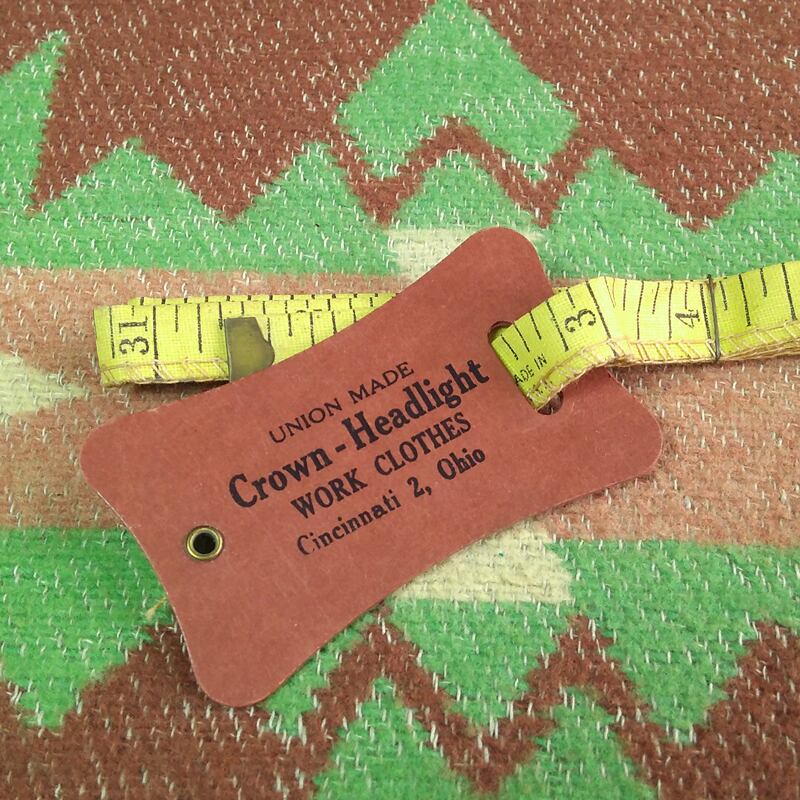 UNION MADE
Crown-Headlight
WORK CLOTHES
Cincinnati 2, Ohio
31
ADE IN
3
4